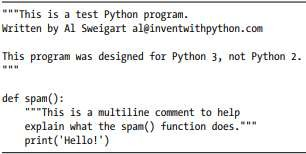 """This is a test Python program.
Written by Al Sweigart al@inventwithpython.com

This program was designed for Python 3, not Python 2.
"""

def spam():
    """This is a multiline comment to help
    explain what the spam() function does."""
    print('Hello!')